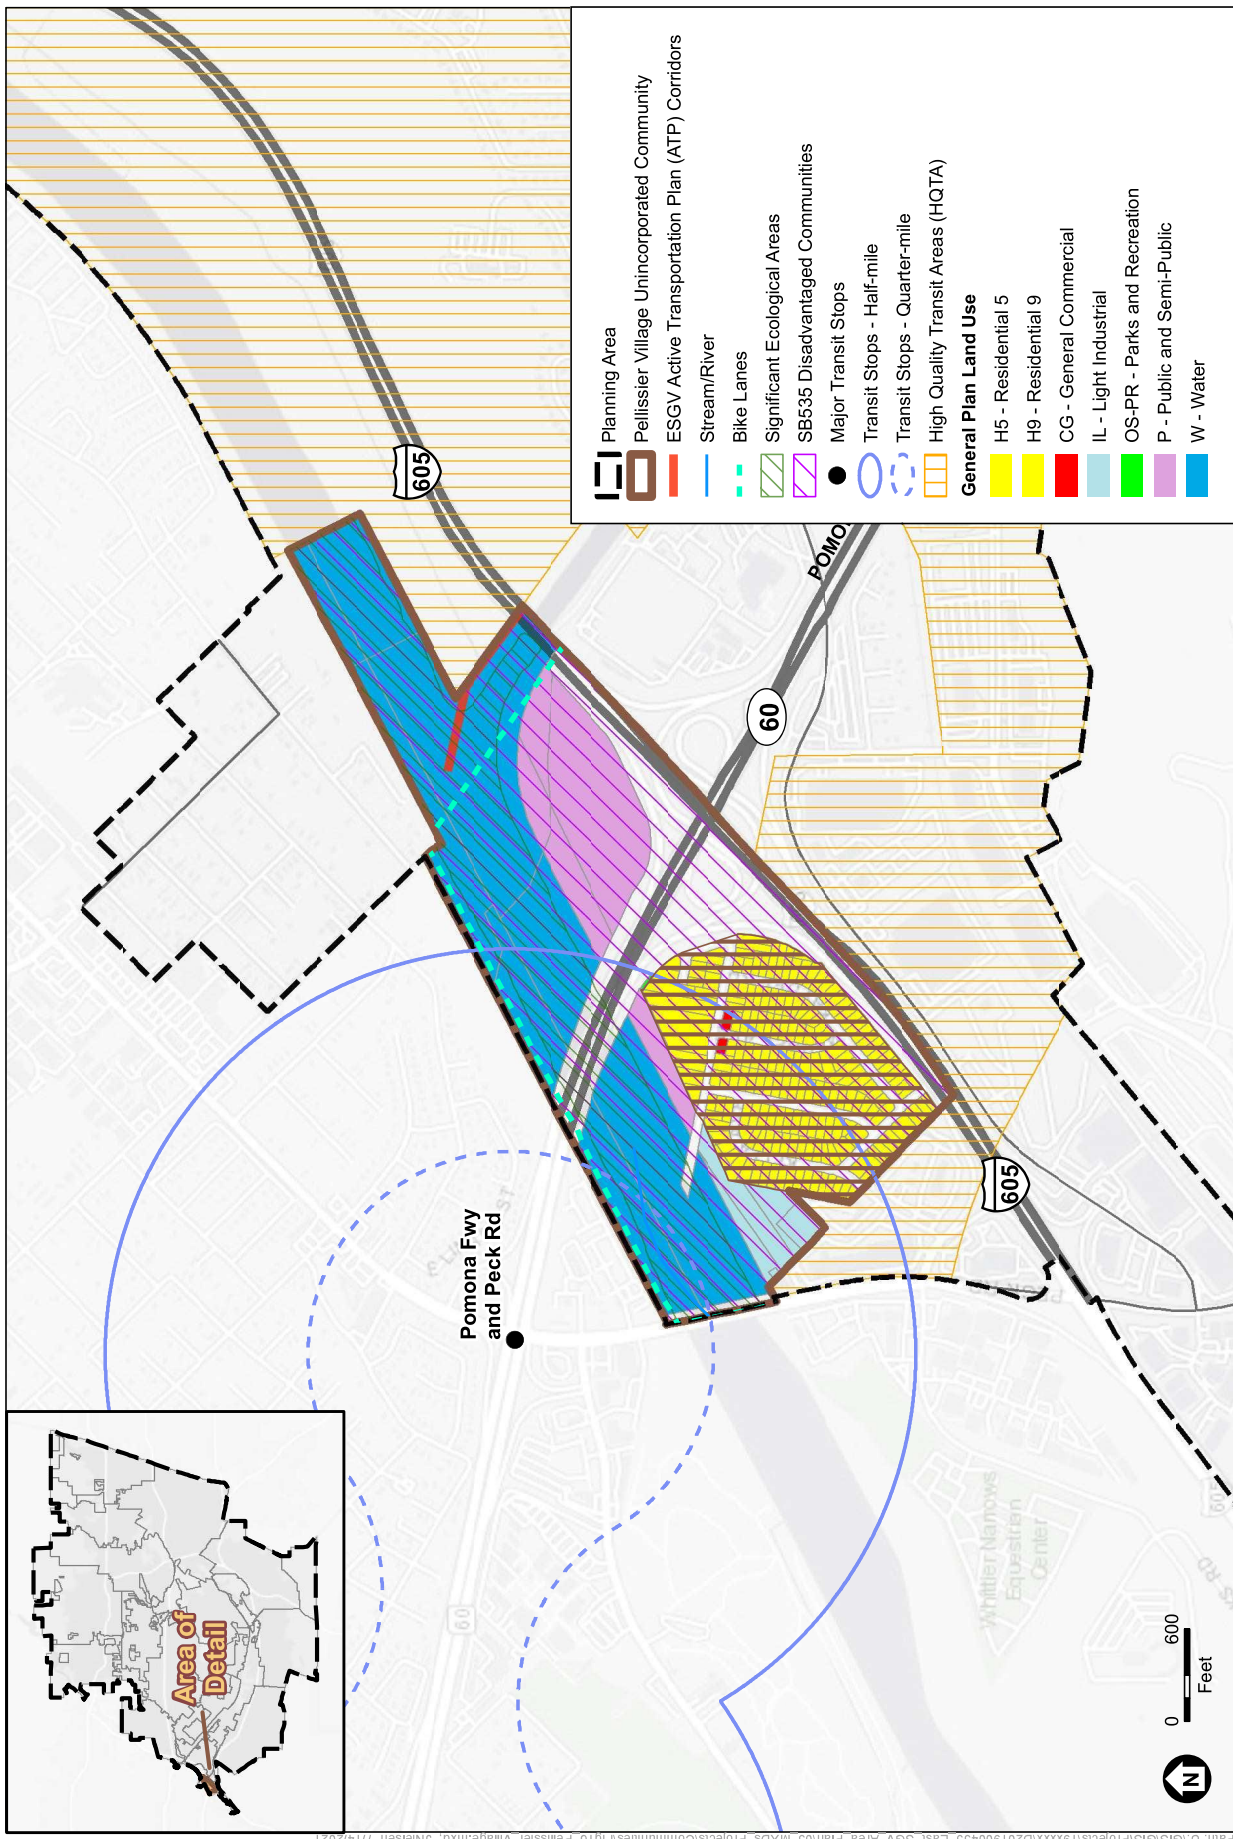 Planning Area
Pellissier Village Unincorporated Community
ESGV Active Transportation Plan (ATP) Corridors
Stream/River
Bike Lanes
Significant Ecological Areas
SB535 Disadvantaged Communities
Major Transit Stops
Transit Stops - Half-mile
Transit Stops - Quarter-mile
High Quality Transit Areas (HQTA)
General Plan Land Use
H5 - Residential 5
H9 - Residential 9
CG - General Commercial
IL - Light Industrial
OS-PR - Parks and Recreation
P - Public and Semi-Public
W - Water
605
60
POMO
605
Pomona Fwy
and Peck Rd
60
605
Whittier Narrows
Equestrian
Center
Area of
Detail
0 600
Feet
N